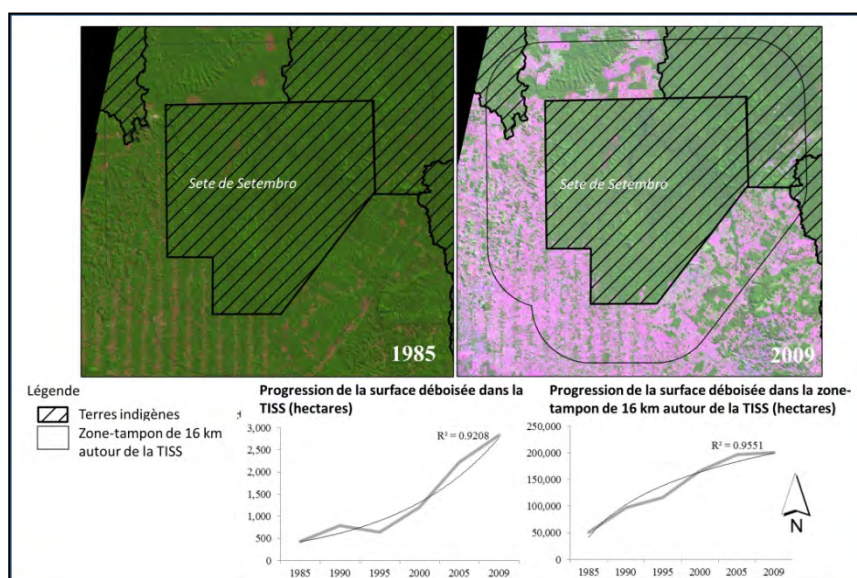 Sete de Setembro
1985
Sete de Setembro
2009
Légende
Terres indigènes
Zone-tampon de 16 km
autour de la TISS
Progression de la surface déboisée dans la
TISS (hectares)
3,000
2,500
2,000
1,500
1,000
500
0
R² = 0.9208
1985 1990 1995 2000 2005 2009
Progression de la surface déboisée dans la zone-
tampon de 16 km autour de la TISS (hectares)
250,000
200,000
150,000
100,000
50,000
0
R² = 0.9551
1985 1990 1995 2000 2005 2009
N